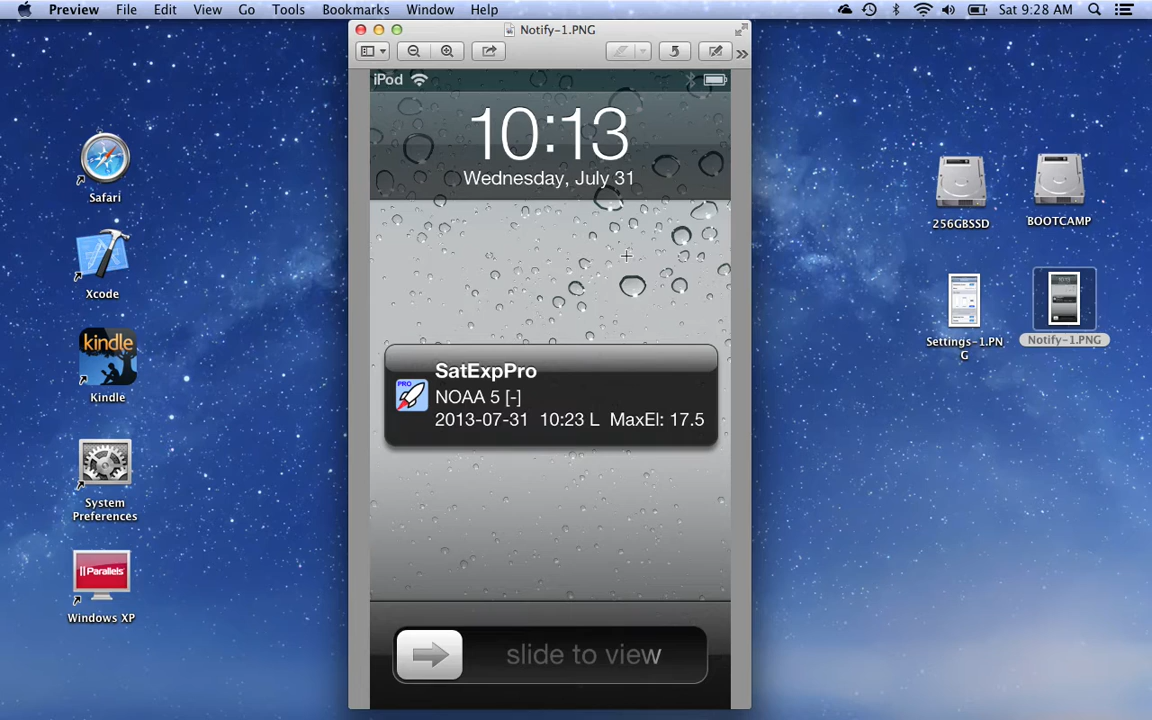 Preview File Edit View Go Tools Bookmarks Window Help Sat 9:28 AM
Notify-1.PNG
iPod
10:13
Wednesday, July 31
SatExpPro
PRO
NOAA 5 [-]
2013-07-31 10:23 L MaxEl: 17.5
slide to view
Safari
Xcode
kindle
Kindle
System
Preferences
Parallels
Windows XP
256GBSSD
BOOTCAMP
Settings-1.PN
G
Notify-1.PNG